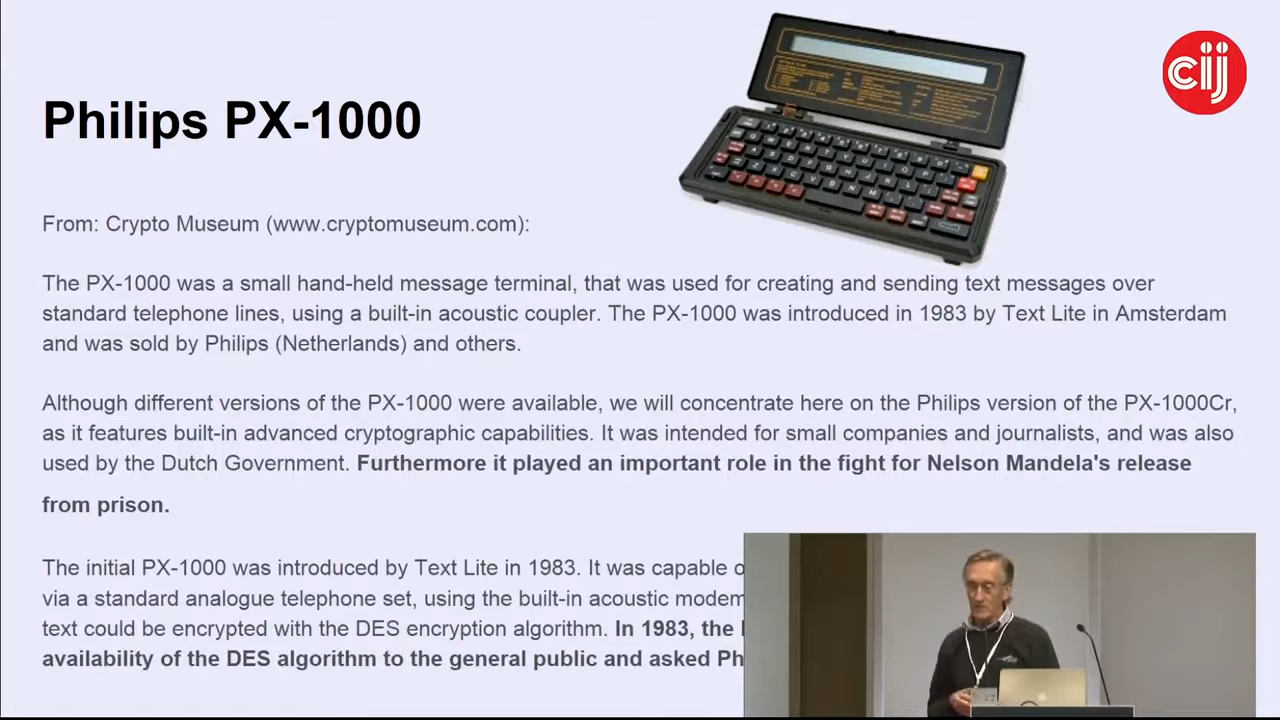 cij
Philips PX-1000
From: Crypto Museum (www.cryptomuseum.com):
The PX-1000 was a small hand-held message terminal, that was used for creating and sending text messages over
standard telephone lines, using a built-in acoustic coupler. The PX-1000 was introduced in 1983 by Text Lite in Amsterdam
and was sold by Philips (Netherlands) and others.
Although different versions of the PX-1000 were available, we will concentrate here on the Philips version of the PX-1000Cr,
as it features built-in advanced cryptographic capabilities. It was intended for small companies and journalists, and was also
used by the Dutch Government. Furthermore it played an important role in the fight for Nelson Mandela's release
from prison.
The initial PX-1000 was introduced by Text Lite in 1983. It was capable
via a standard analogue telephone set, using the built-in acoustic modem
text could be encrypted with the DES encryption algorithm. In 1983, the
availability of the DES algorithm to the general public and asked